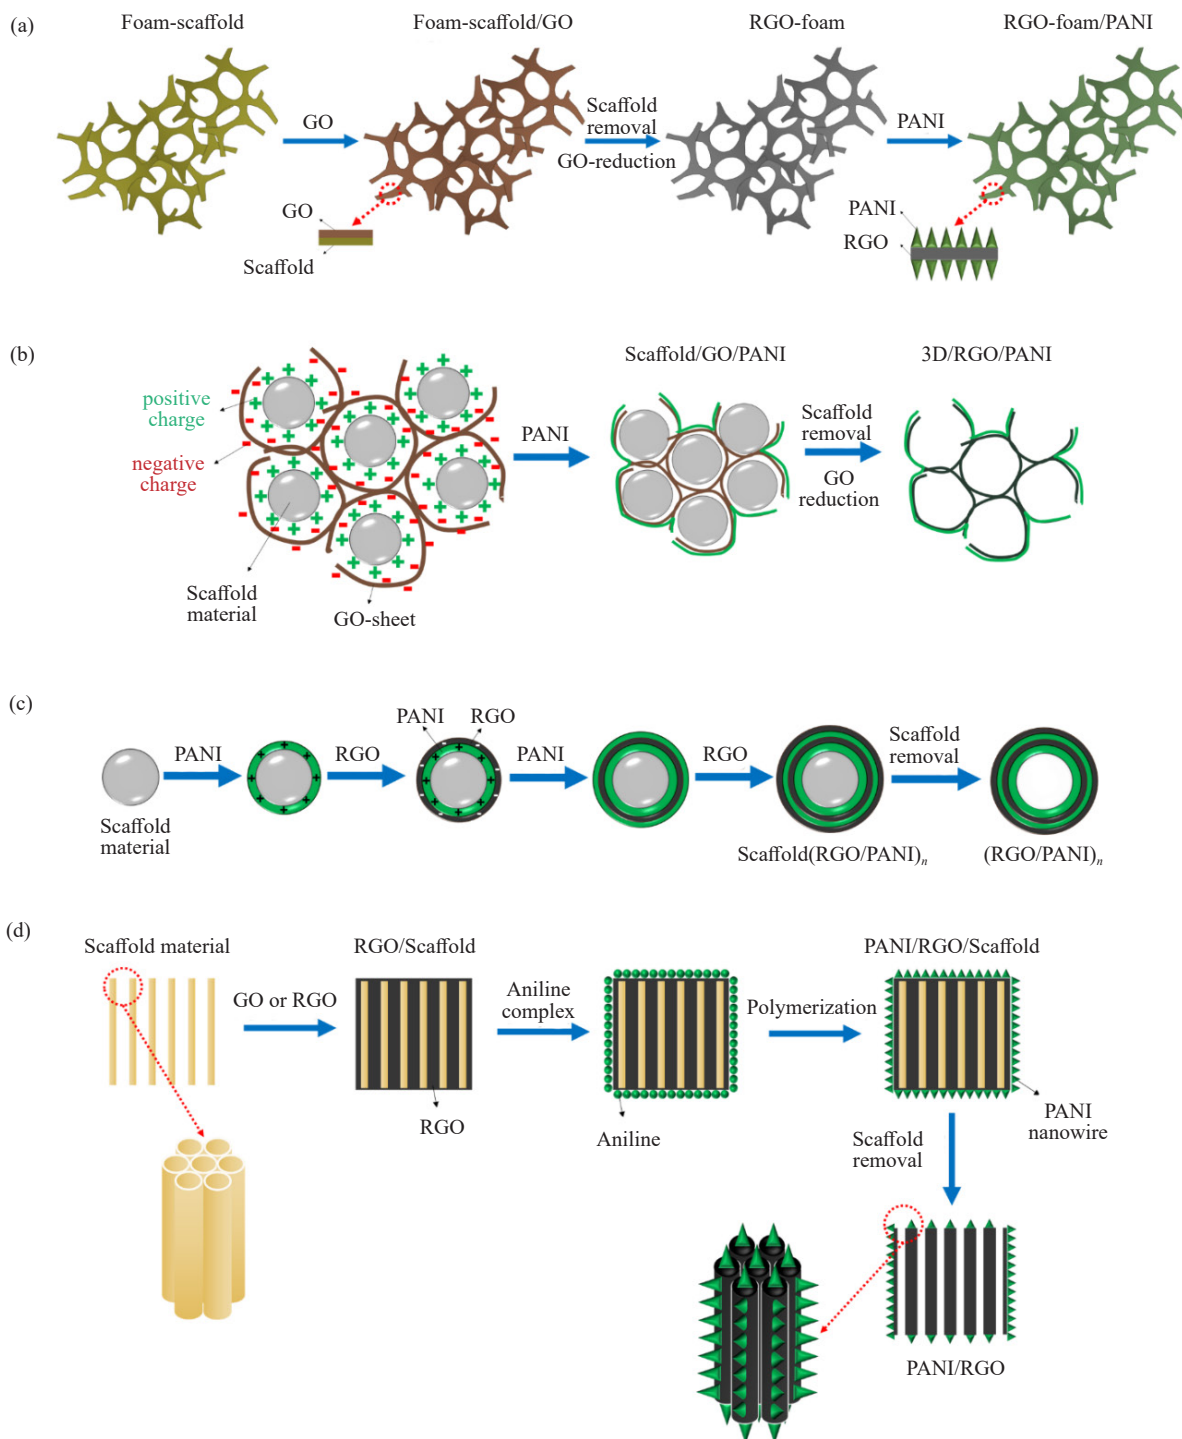 (a)
Foam-scaffold
Foam-scaffold/GO
RGO-foam
RGO-foam/PANI
GO
Scaffold
removal
GO-reduction
PANI
GO
Scaffold
PANI
RGO
(b)
positive
charge
negative
charge
Scaffold
material
GO-sheet
PANI
Scaffold/GO/PANI
Scaffold
removal
GO
reduction
3D/RGO/PANI
(c)
Scaffold
material
PANI
RGO
PANI
RGO
PANI
RGO
Scaffold
removal
Scaffold(RGO/PANI)n
(RGO/PANI)n
(d)
Scaffold material
GO or RGO
RGO/Scaffold
RGO
Aniline
complex
Aniline
Polymerization
PANI/RGO/Scaffold
PANI
nanowire
Scaffold
removal
PANI/RGO